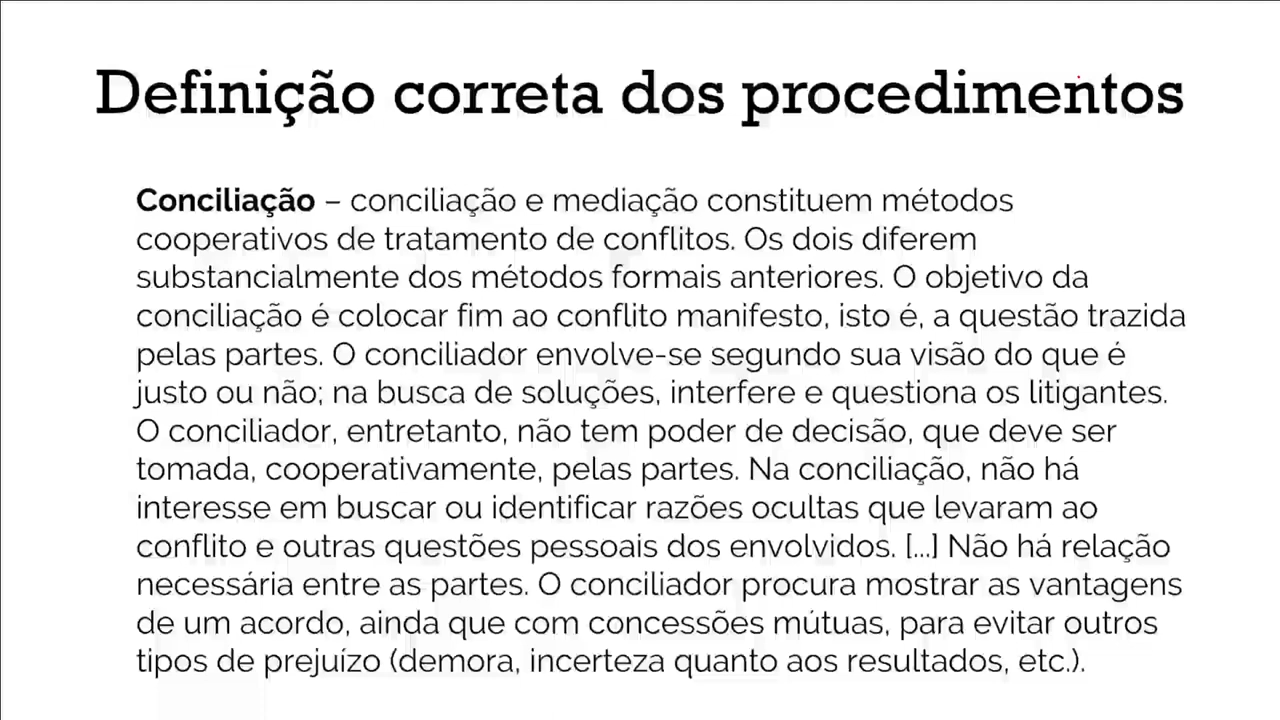 Definição correta dos procedimentos
Conciliação – conciliação e mediação constituem métodos
cooperativos de tratamento de conflitos. Os dois diferem
substancialmente dos métodos formais anteriores. O objetivo da
conciliação é colocar fim ao conflito manifesto, isto é, a questão trazida
pelas partes. O conciliador envolve-se segundo sua visão do que é
justo ou não; na busca de soluções, interfere e questiona os litigantes.
O conciliador, entretanto, não tem poder de decisão, que deve ser
tomada, cooperativamente, pelas partes. Na conciliação, não há
interesse em buscar ou identificar razões ocultas que levaram ao
conflito e outras questões pessoais dos envolvidos. [...] Não há relação
necessária entre as partes. O conciliador procura mostrar as vantagens
de um acordo, ainda que com concessões mútuas, para evitar outros
tipos de prejuízo (demora, incerteza quanto aos resultados, etc.).